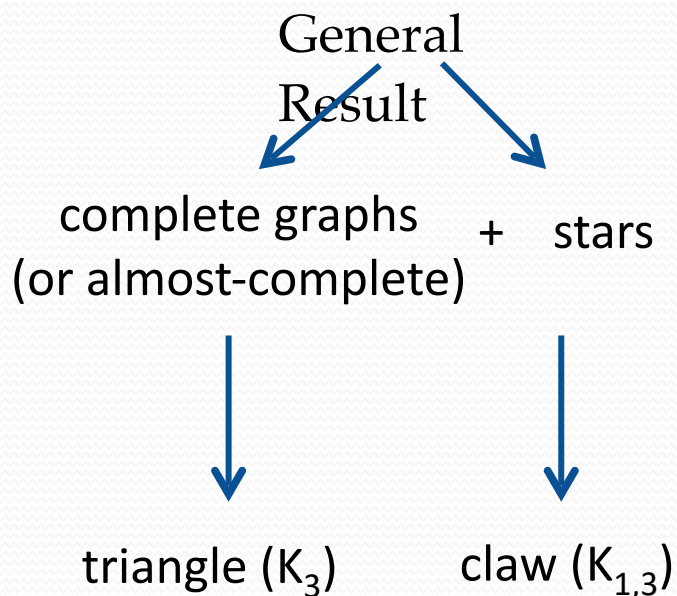 General
Result
complete graphs
(or almost-complete)
+ stars
triangle (K₃)
claw (K₁,₃)